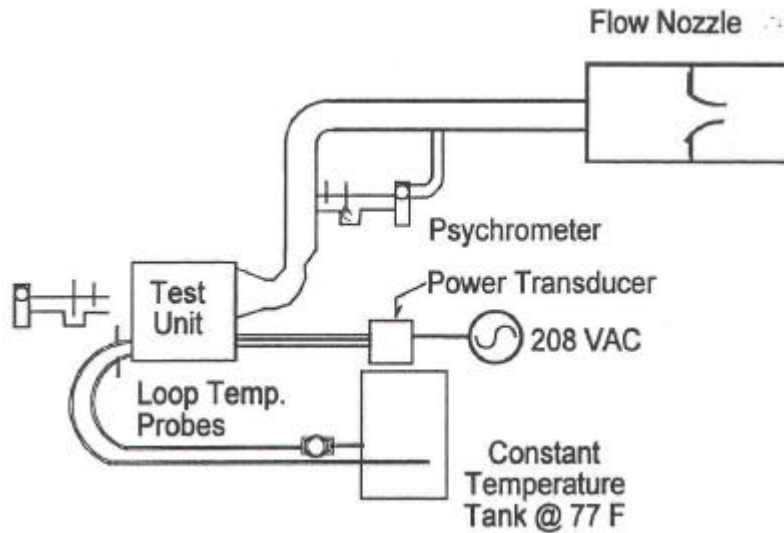 Flow Nozzle
Psychrometer
Test
Unit
Power Transducer
208 VAC
Loop Temp.
Probes
Constant
Temperature
Tank @ 77 F